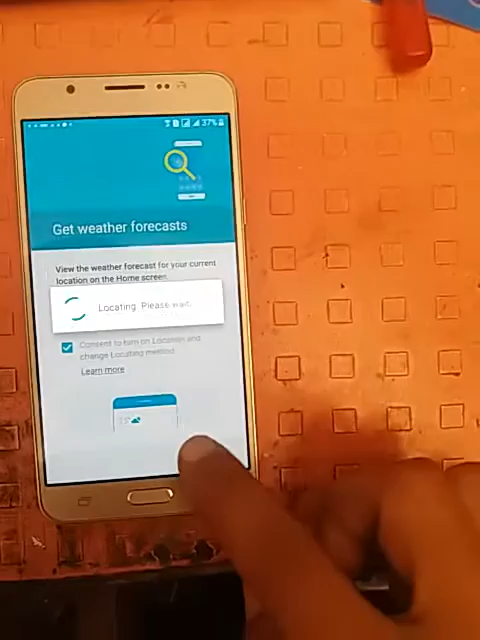 37%
Get weather forecasts
View the weather forecast for your current
location on the Home screen.
Locating. Please wait.
Consent to turn on Location and
change Locating method
Learn more